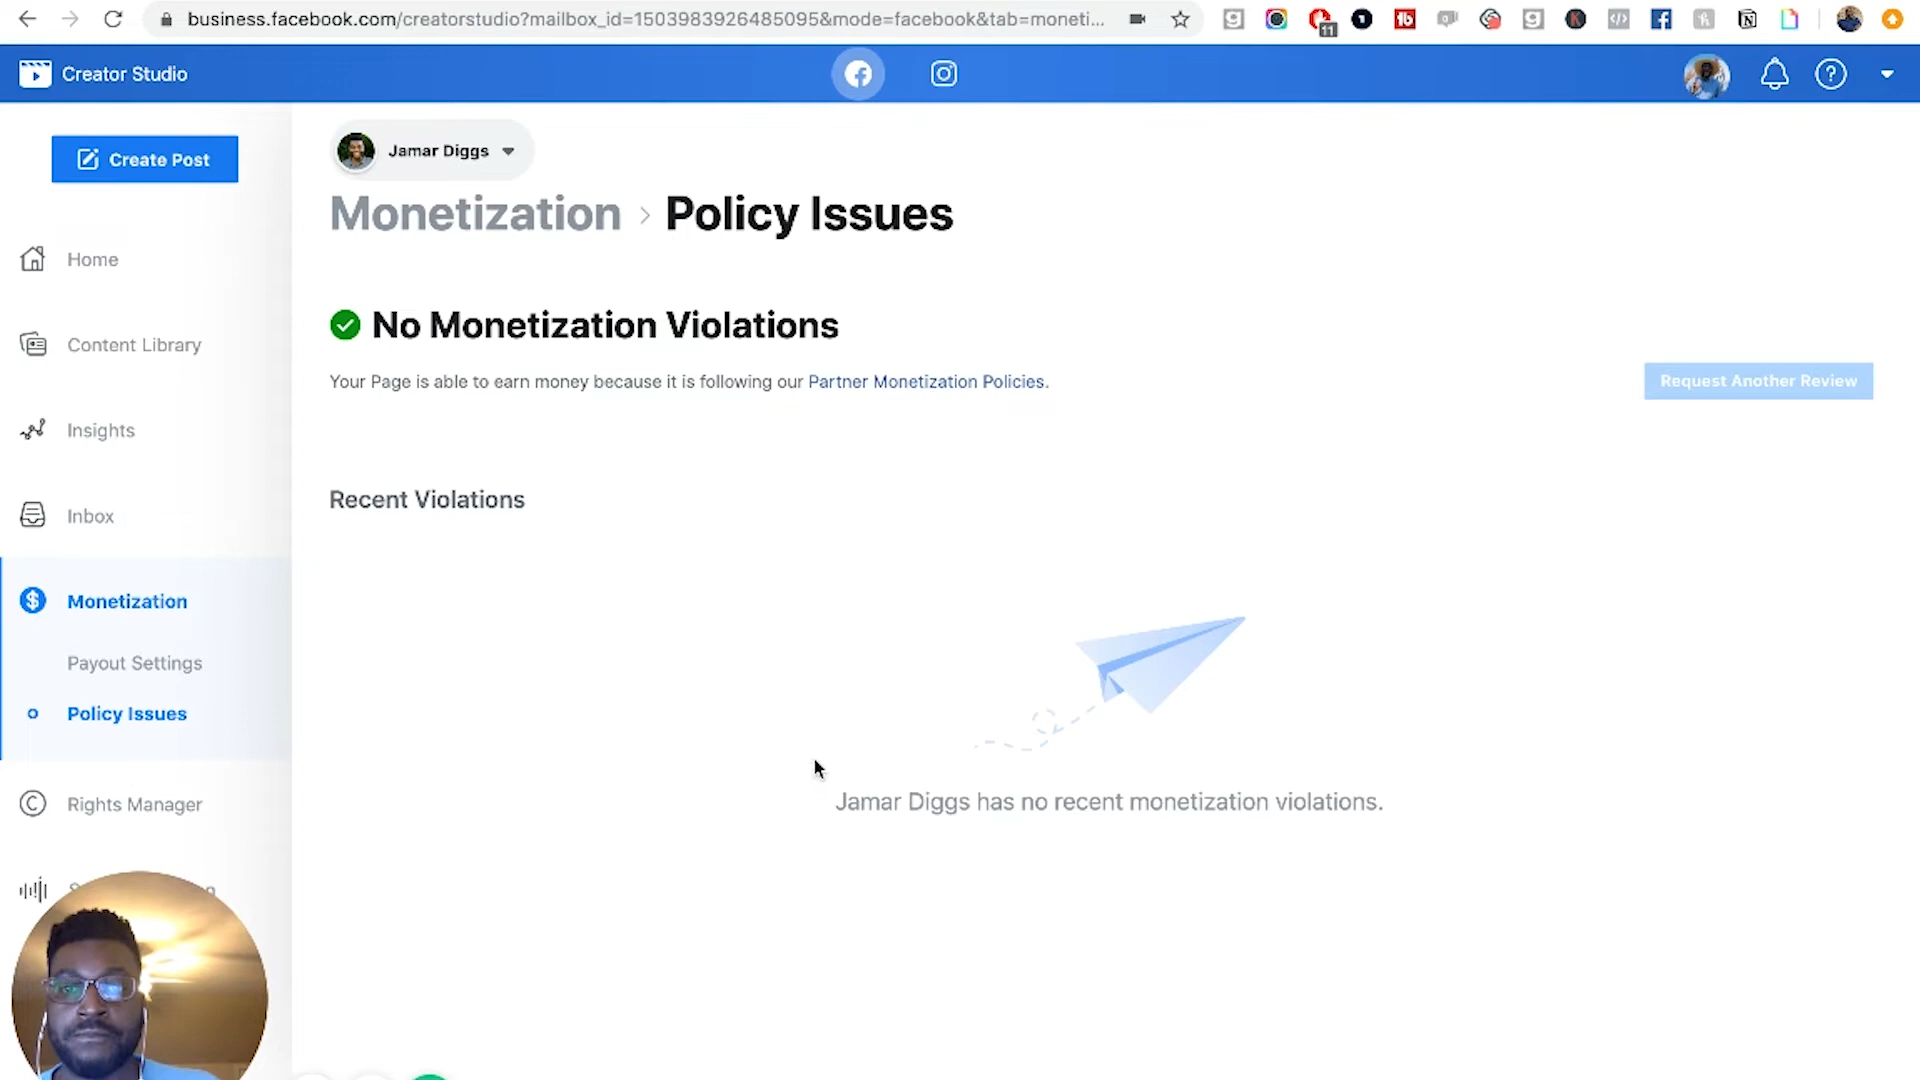 business.facebook.com/creatorstudio?mailbox_id=1503983926485095&mode=facebook&tab=moneti...
11
Creator Studio
Create Post
Jamar Diggs
Monetization > Policy Issues
Home
No Monetization Violations
Content Library
Your Page is able to earn money because it is following our Partner Monetization Policies.
Request Another Review
Insights
Recent Violations
Inbox
Monetization
Payout Settings
Policy Issues
Jamar Diggs has no recent monetization violations.
Rights Manager